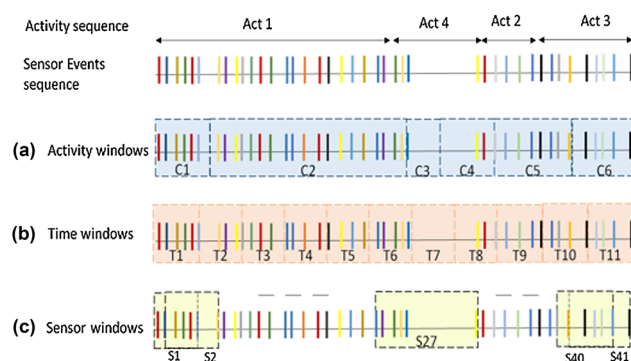 Activity sequence Act 1 Act 4 Act 2 Act 3
Sensor Events
sequence
(a) Activity windows C1 C2 C3 C4 C5 C6
(b) Time windows T1 T2 T3 T4 T5 T6 T7 T8 T9 T10 T11
(c) Sensor windows S1 S2 S27 S40 S41